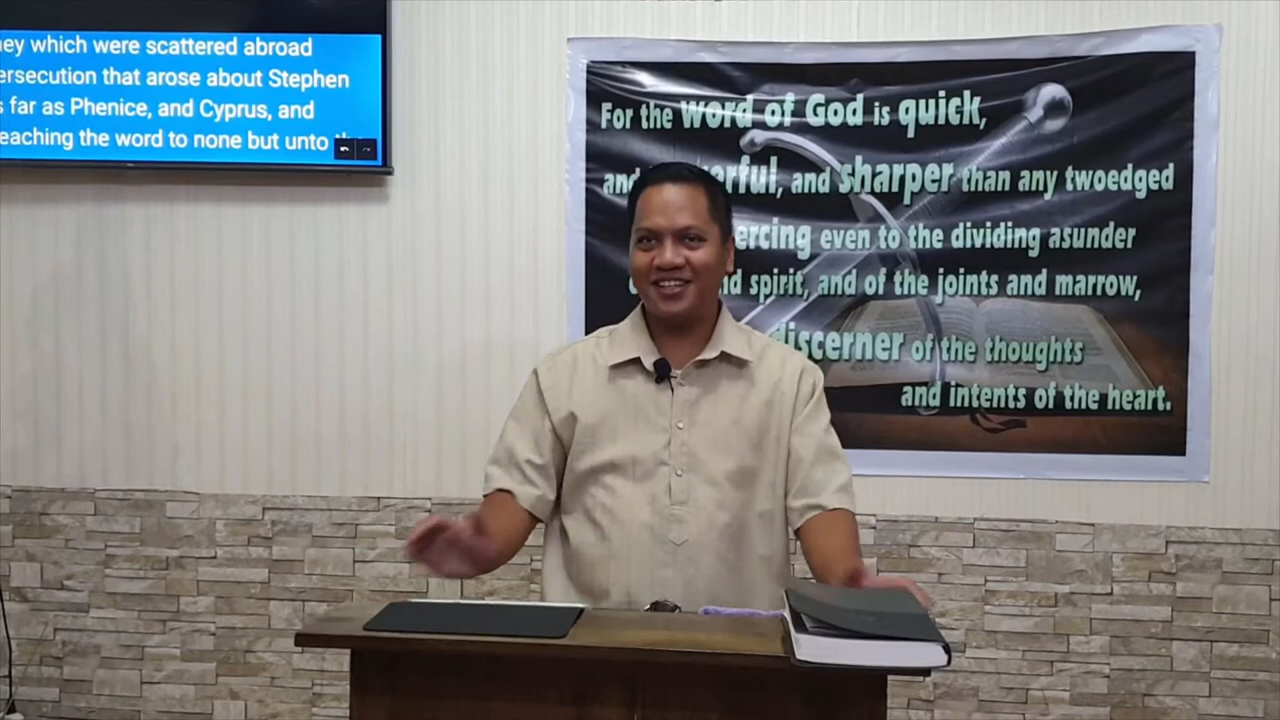 ey which were scattered abroad
ersecution that arose about Stephen
s far as Phenice, and Cyprus, and
eaching the word to none but unto
For the word of God is quick,
and erful, and sharper than any twoedged
ercing even to the dividing asunder
d spirit, and of the joints and marrow,
discerner of the thoughts
and intents of the heart.